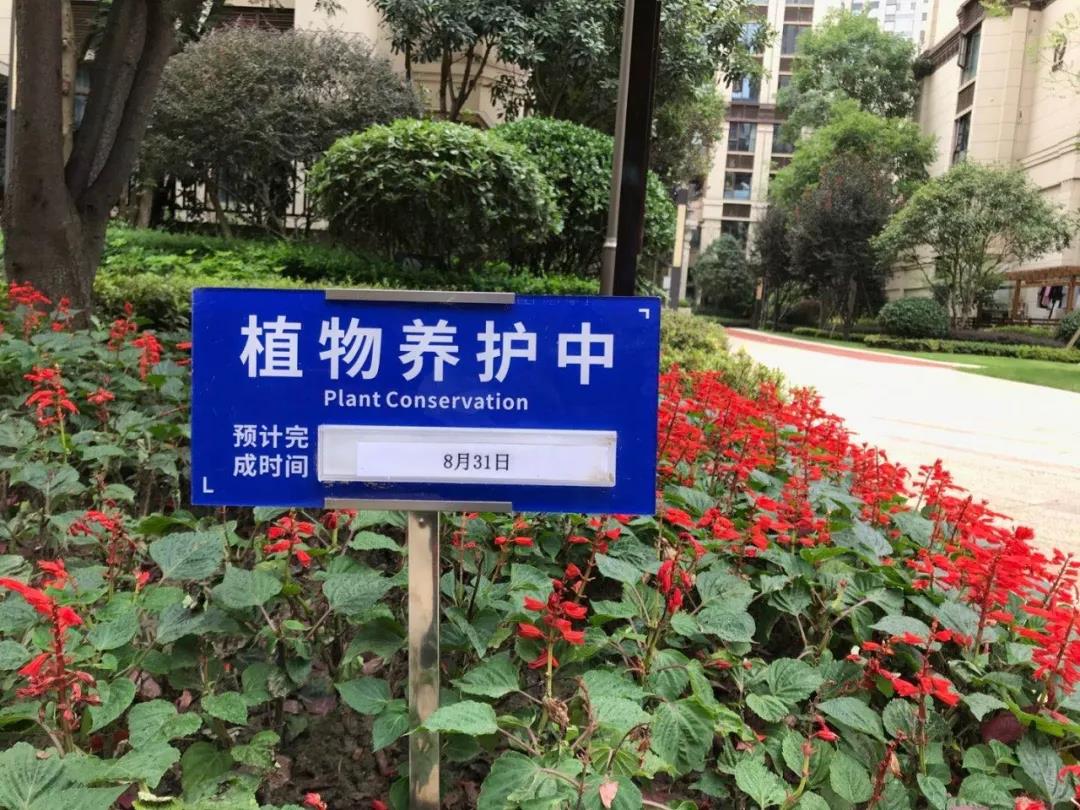 植物养护中
Plant Conservation
预计完
成时间
8月31日